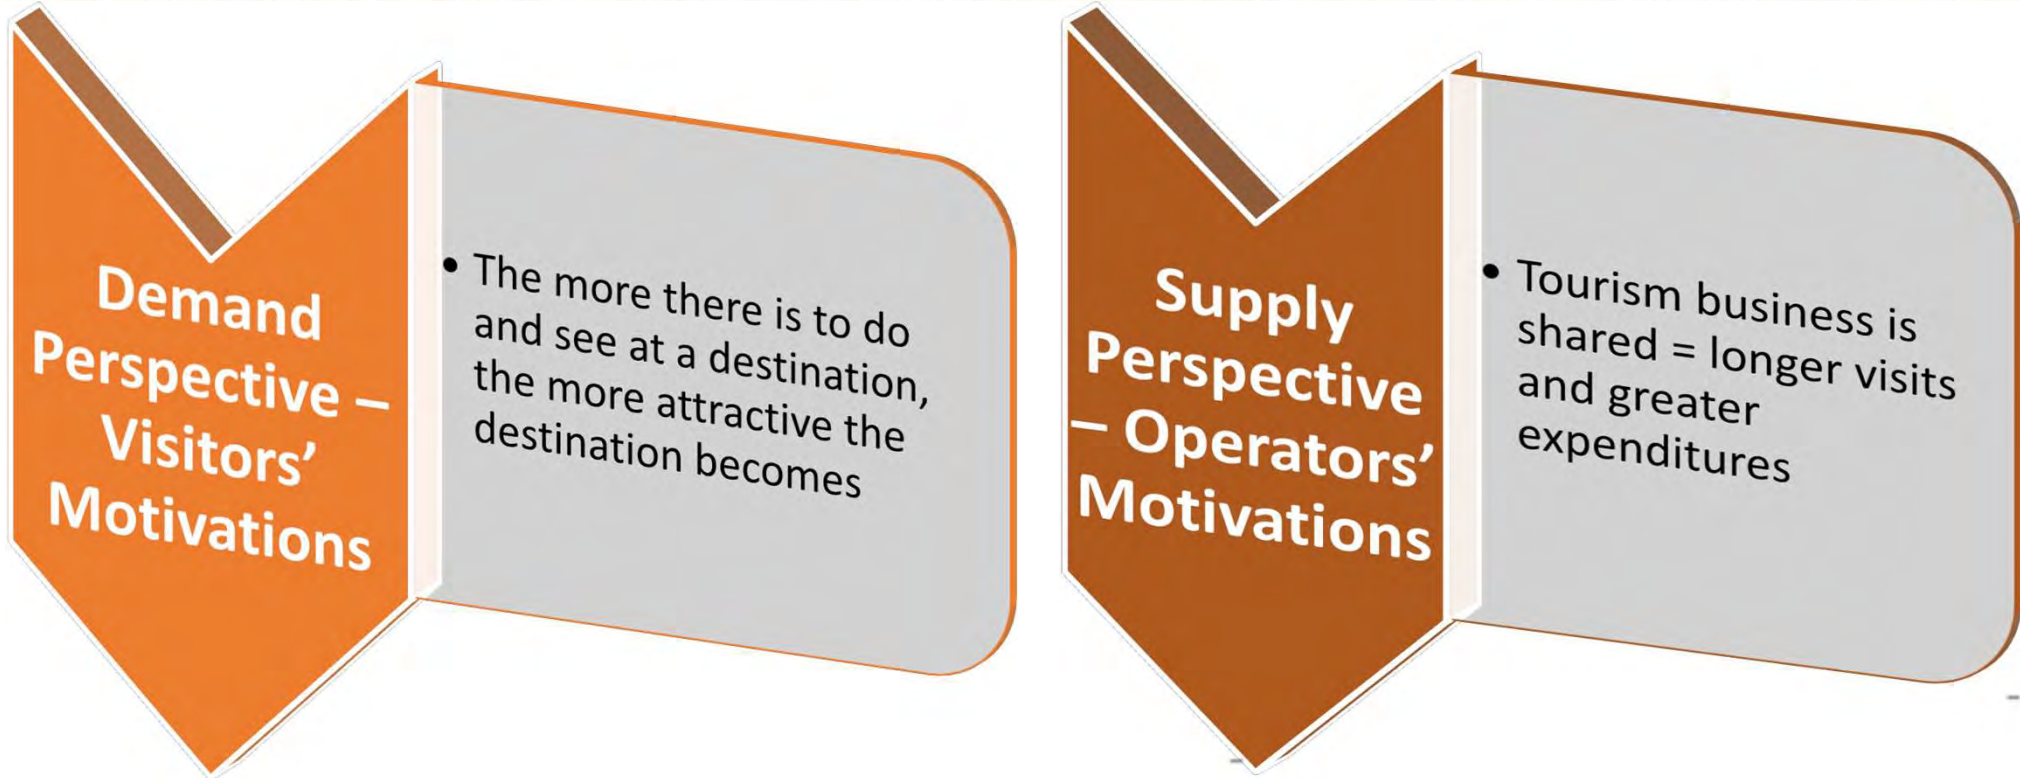 Demand
Perspective –
Visitors’
Motivations
• The more there is to do
and see at a destination,
the more attractive the
destination becomes
Supply
Perspective
– Operators’
Motivations
• Tourism business is
shared = longer visits
and greater
expenditures